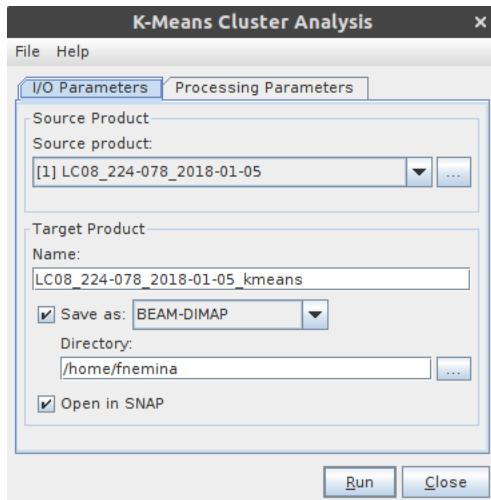 K-Means Cluster Analysis ×
File Help
I/O Parameters Processing Parameters
Source Product
Source product:
[1] LC08_224-078_2018-01-05 ...
Target Product
Name:
LC08_224-078_2018-01-05_kmeans
Save as: BEAM-DIMAP
Directory:
/home/fnemina ...
Open in SNAP
Run Close